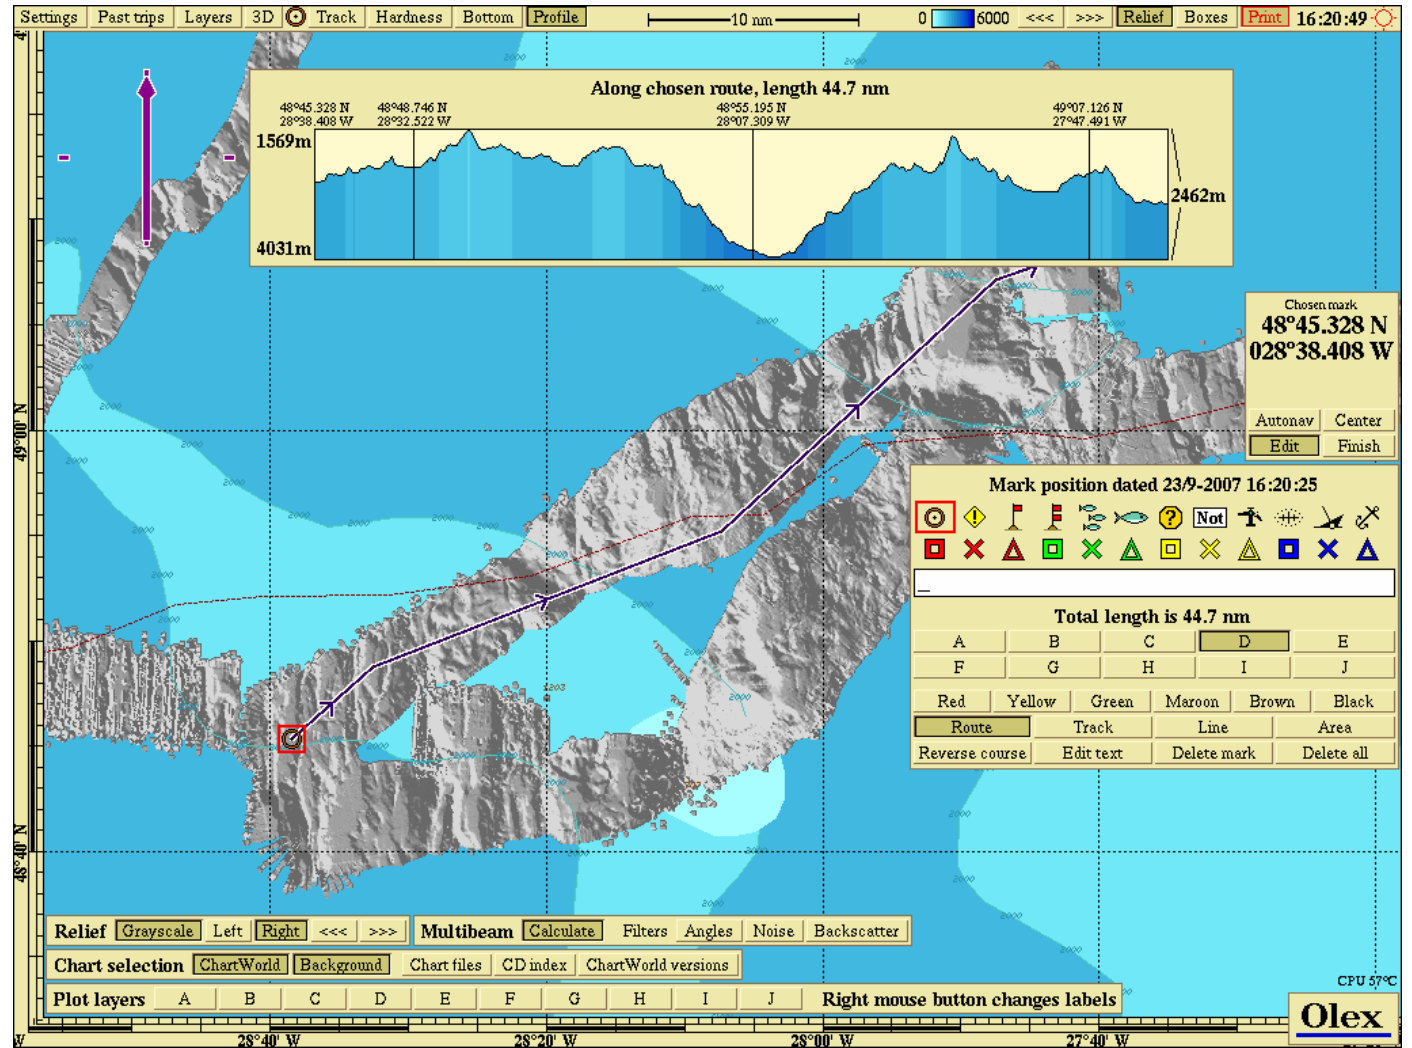 Settings Past trips Layers 3D Track Hardness Bottom Profile 10 nm 0 6000 <<< >>> Relief Boxes Print 16:20:49
Along chosen route, length 44.7 nm
48°45.328 N 48°48.746 N 48°55.195 N 49°07.126 N
28°38.408 W 28°32.522 W 28°07.309 W 27°47.491 W
1569m
2462m
4031m
Chosen mark
48°45.328 N
028°38.408 W
Autonav Center
Edit Finish
Mark position dated 23/9-2007 16:20:25
Not
Total length is 44.7 nm
A B C D E
F G H I J
Red Yellow Green Maroon Brown Black
Route Track Line Area
Reverse course Edit text Delete mark Delete all
49°00' N
48°40' N
2000
1203
Relief Grayscale Left Right <<< >>> Multibeam Calculate Filters Angles Noise Backscatter
Chart selection ChartWorld Background Chart files CD index ChartWorld versions
Plot layers A B C D E F G H I J Right mouse button changes labels
CPU 57°C
Olex
W 28°40' W 28°20' W 28°00' W 27°40' W